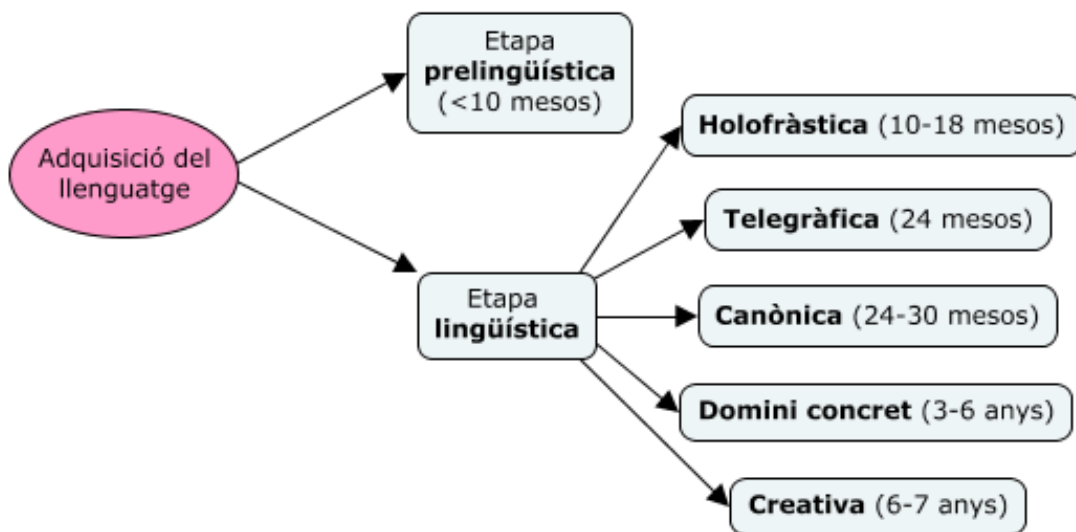 Etapa
prelingüística
(<10 mesos)
Adquisició del
llenguatge
Etapa
lingüística
Holofràstica (10-18 mesos)
Telegràfica (24 mesos)
Canònica (24-30 mesos)
Domini concret (3-6 anys)
Creativa (6-7 anys)